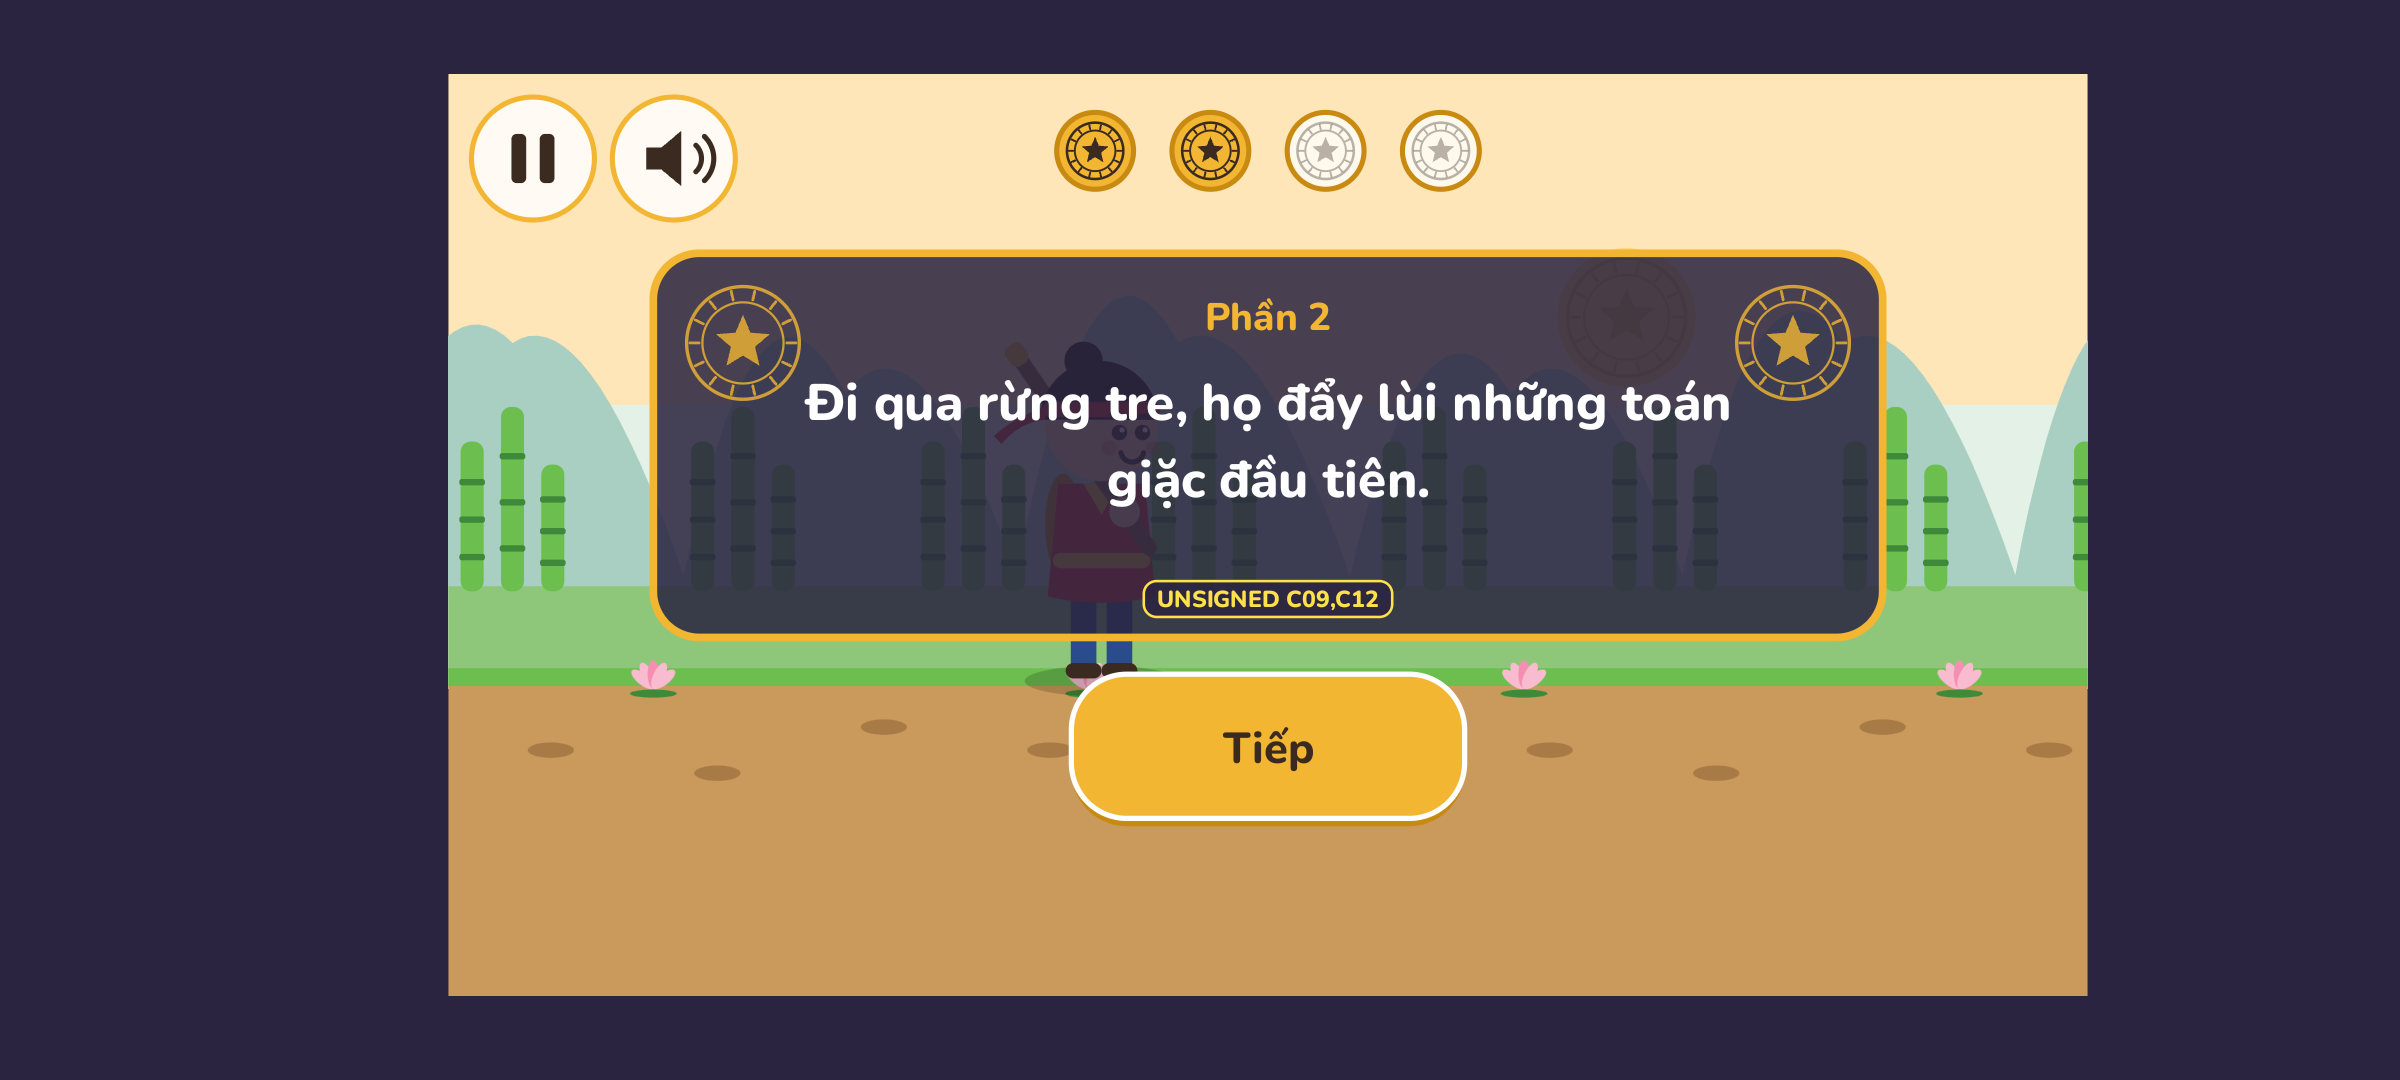 Phần 2
Đi qua rừng tre, họ đẩy lùi những toán
giặc đầu tiên.
UNSIGNED C09,C12
Tiếp